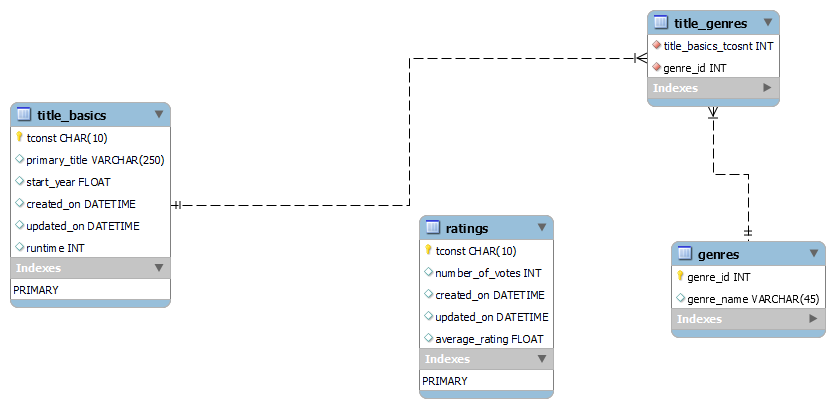 title_genres
title_basics_tcosnt INT
genre_id INT
Indexes
title_basics
tconst CHAR(10)
primary_title VARCHAR(250)
start_year FLOAT
created_on DATETIME
updated_on DATETIME
runtime INT
Indexes
PRIMARY
ratings
tconst CHAR(10)
number_of_votes INT
created_on DATETIME
updated_on DATETIME
average_rating FLOAT
Indexes
PRIMARY
genres
genre_id INT
genre_name VARCHAR(45)
Indexes